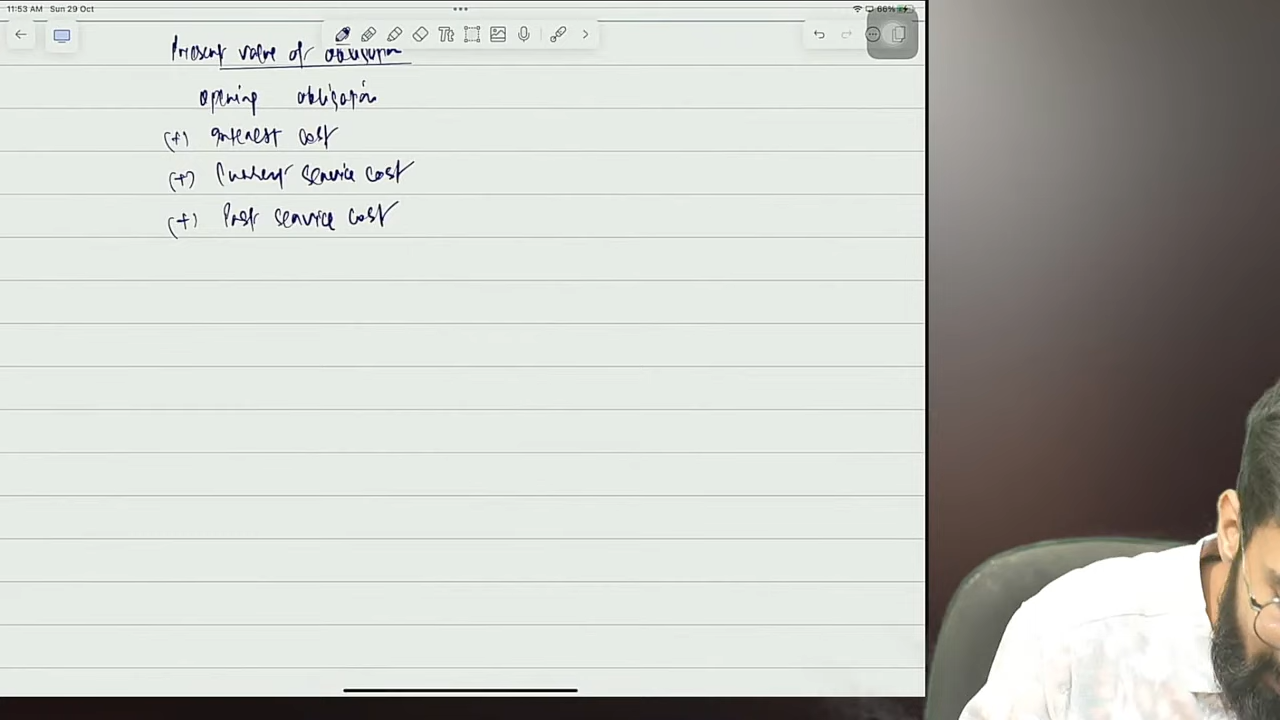 11:53 AM Sun 29 Oct
66%
Tt
Present value of obligation
Opening obligation
(+) Interest cost
(+) Current service cost
(+) Past service cost